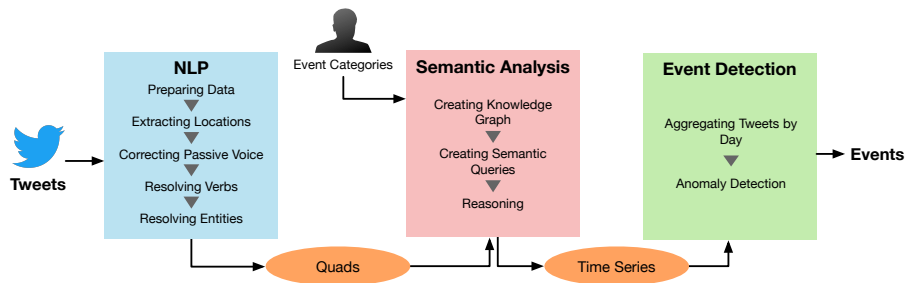 Tweets
NLP
Preparing Data
Extracting Locations
Correcting Passive Voice
Resolving Verbs
Resolving Entities
Quads
Event Categories
Semantic Analysis
Creating Knowledge
Graph
Creating Semantic
Queries
Reasoning
Time Series
Event Detection
Aggregating Tweets by
Day
Anomaly Detection
Events